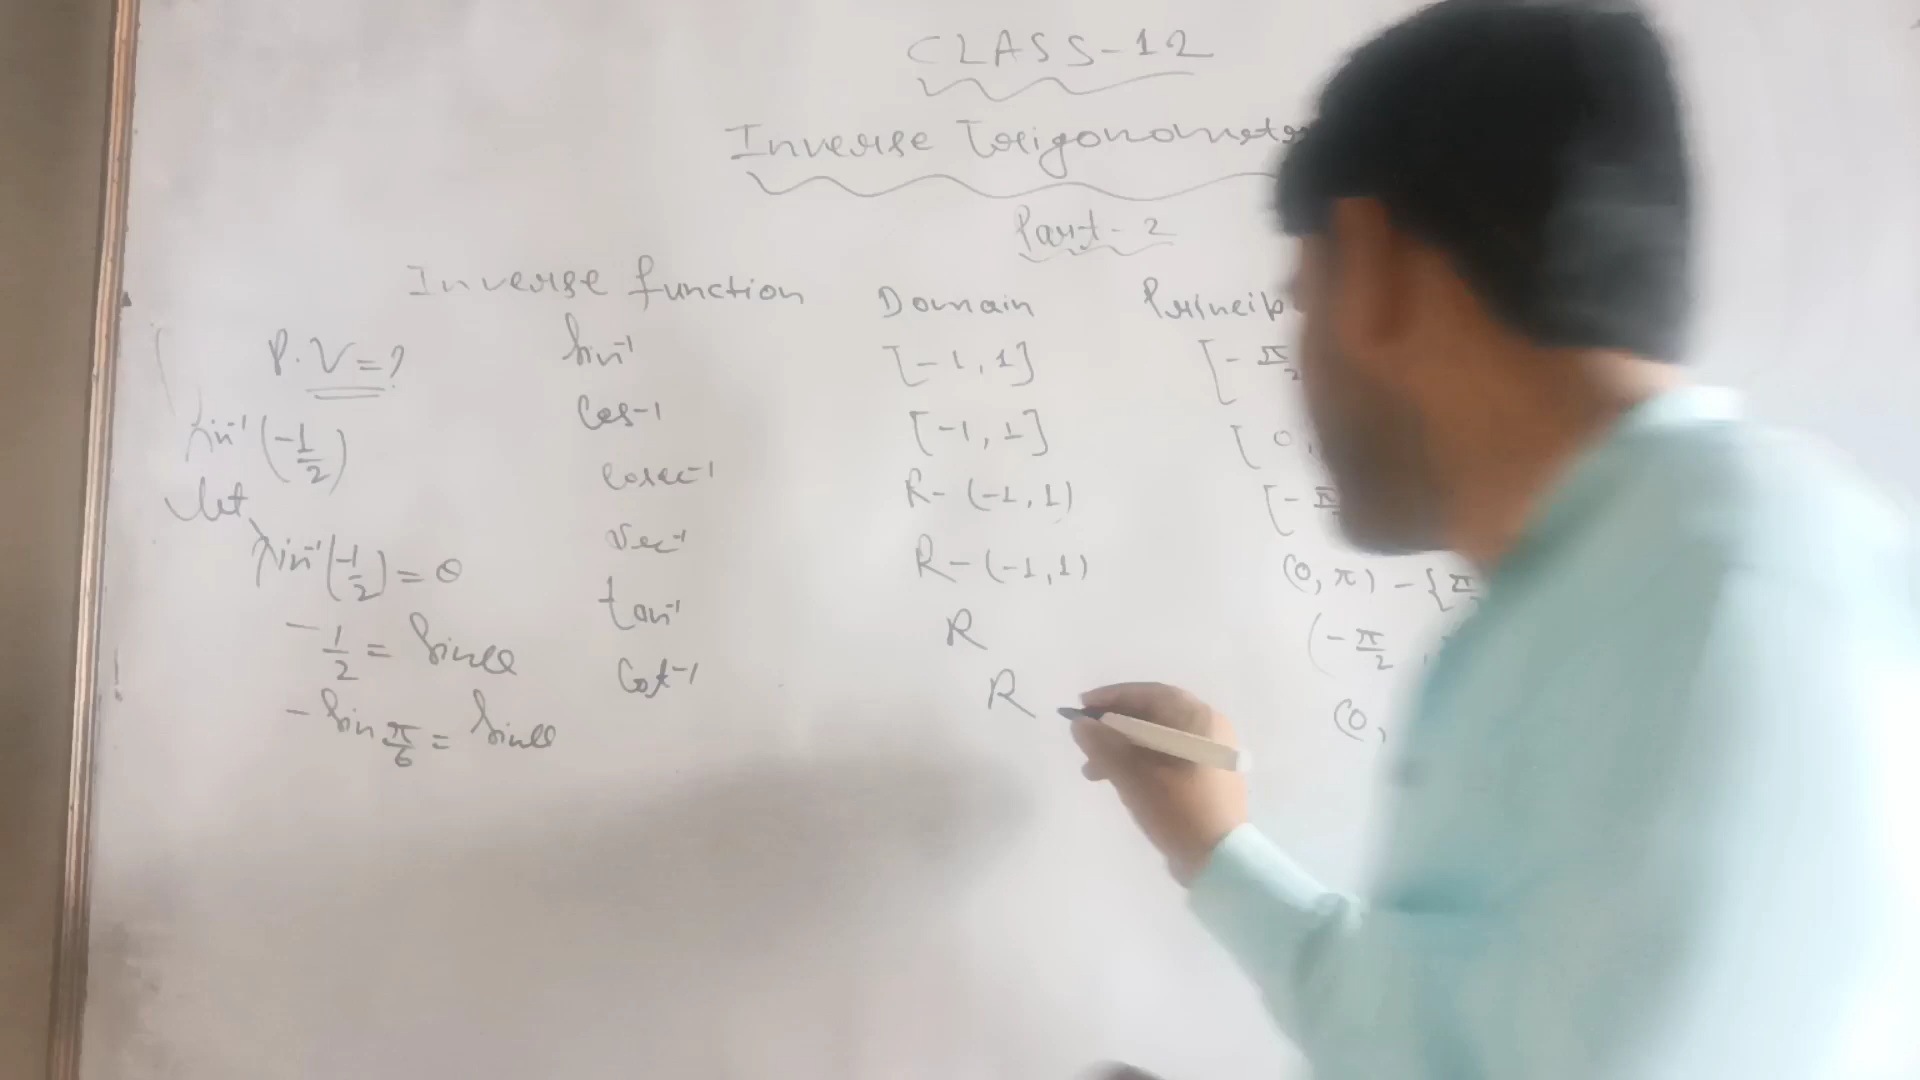 CLASS-12
Inverse Trigonometr
Part-2
Inverse function Domain Princip
P.V=? sin⁻¹ [-1, 1] [-π/2
cos⁻¹ [-1, 1] [0,
sin⁻¹(-1/2) cosec⁻¹ R-(-1, 1) [-π
let
sec⁻¹ R-(-1,1) (0, π) - {π
sin⁻¹(-1/2) = θ tan⁻¹ R (-π/2 ,
-1/2 = sinθ cot⁻¹ R (0,
-sin π/6 = sinθ